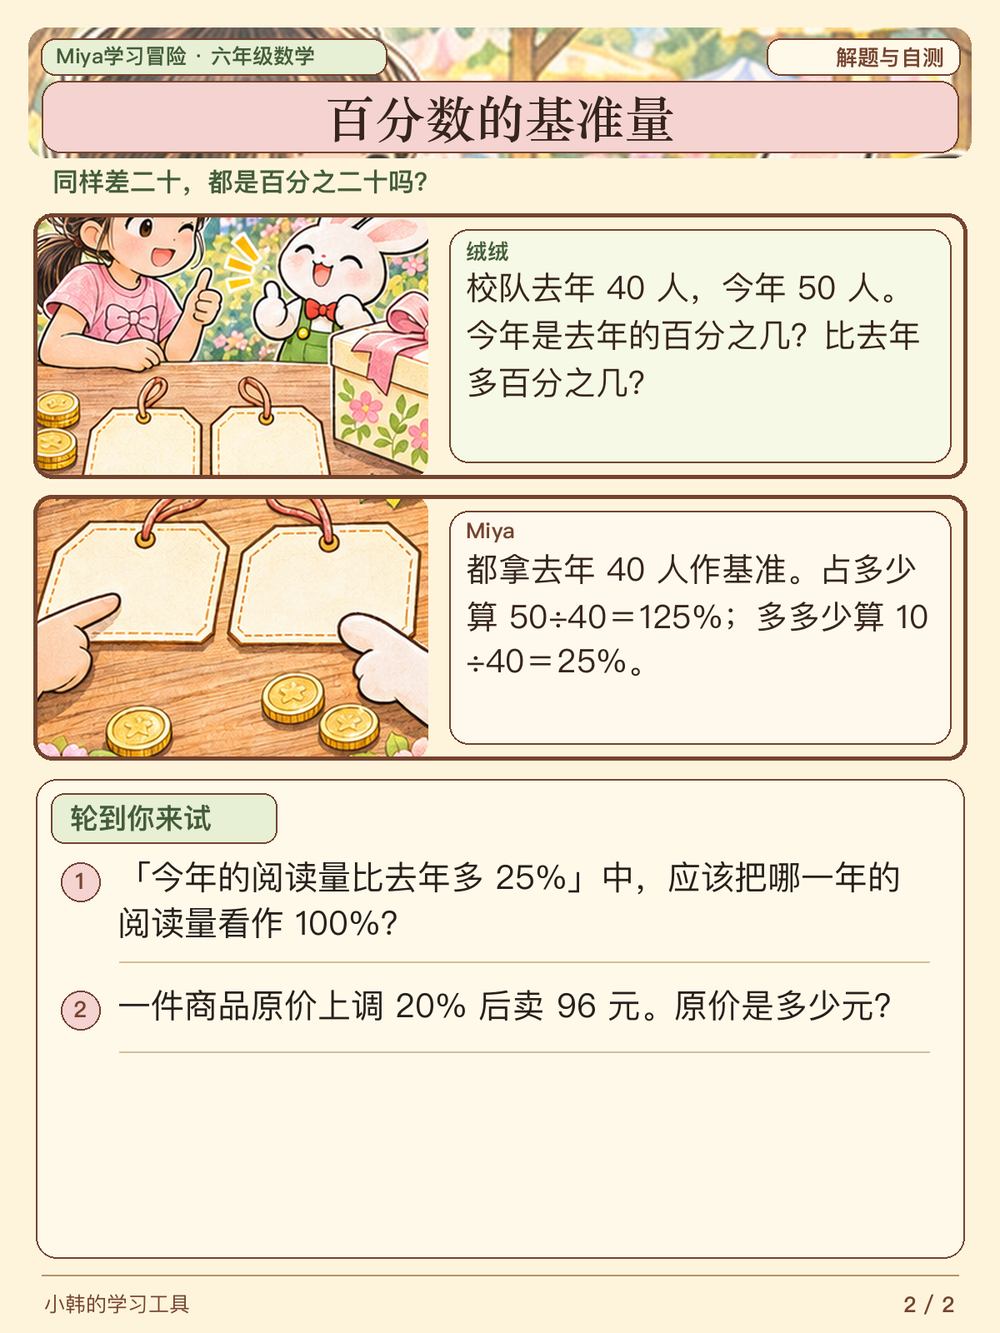 Miya学习冒险 · 六年级数学
解题与自测
百分数的基准量
同样差二十，都是百分之二十吗？
绒绒
校队去年 40 人，今年 50 人。
今年是去年的百分之几？比去年
多百分之几？
Miya
都拿去年 40 人作基准。占多少
算 50÷40＝125%；多多少算 10
÷40＝25%。
轮到你来试
1
「今年的阅读量比去年多 25%」中，应该把哪一年的
阅读量看作 100%？
2
一件商品原价上调 20% 后卖 96 元。原价是多少元？
小韩的学习工具
2 / 2